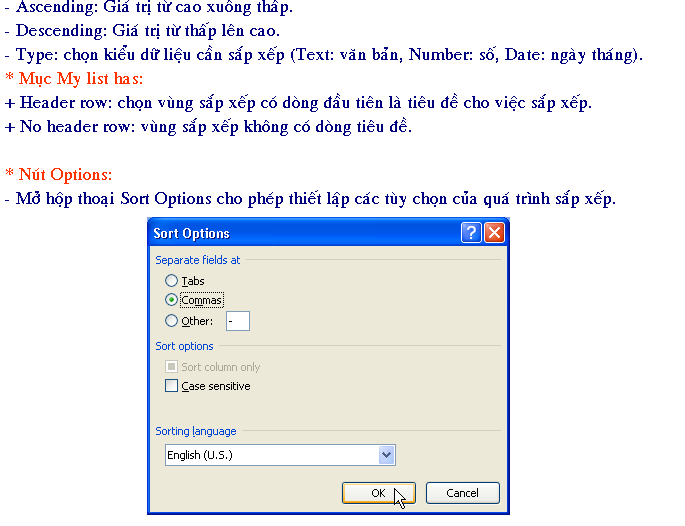 - Ascending: Giá trị từ cao xuống thấp.
- Descending: Giá trị từ thấp lên cao.
- Type: chọn kiểu dữ liệu cần sắp xếp (Text: văn bản, Number: số, Date: ngày tháng).
* Mục My list has:
+ Header row: chọn vùng sắp xếp có dòng đầu tiên là tiêu đề cho việc sắp xếp.
+ No header row: vùng sắp xếp không có dòng tiêu đề.
* Nút Options:
- Mở hộp thoại Sort Options cho phép thiết lập các tùy chọn của quá trình sắp xếp.
Sort Options
Separate fields at
Tabs
Commas
Other: -
Sort options
Sort column only
Case sensitive
Sorting language
English (U.S.)
OK Cancel